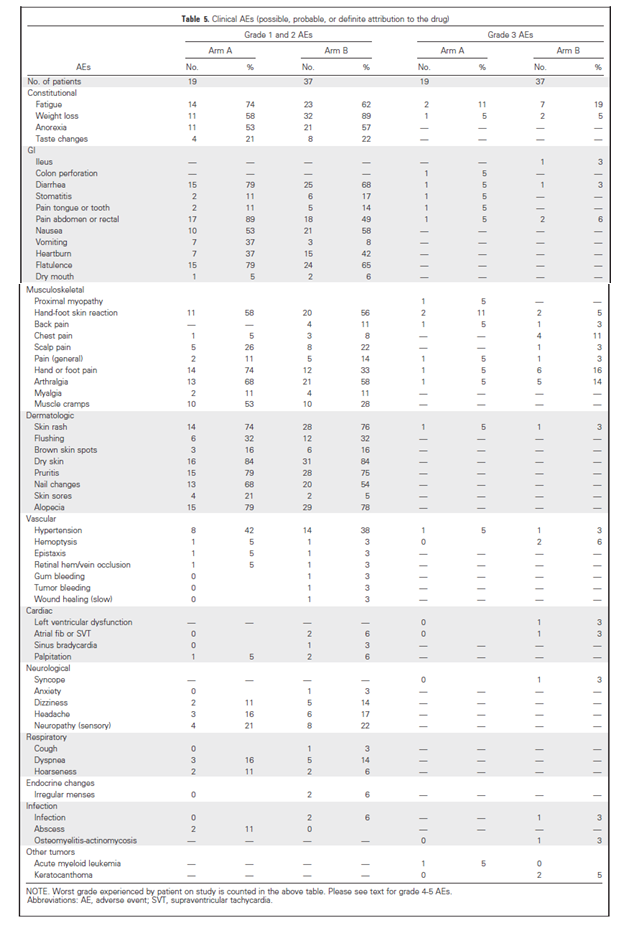 Table 5. Clinical AEs (possible, probable, or definite attribution to the drug)
Grade 1 and 2 AEs Grade 3 AEs
Arm A Arm B Arm A Arm B
AEs No. % No. % No. % No. %
No. of patients 19 37 19 37
Constitutional
Fatigue 14 74 23 62 2 11 7 19
Weight loss 11 58 32 89 1 5 2 5
Anorexia 11 53 21 57 — — — —
Taste changes 4 21 8 22 — — — —
GI
Ileus — — — — — — 1 3
Colon perforation — — — — 1 5 — —
Diarrhea 15 79 25 68 1 5 1 3
Stomatitis 2 11 6 17 1 5 — —
Pain tongue or tooth 2 11 5 14 1 5 — —
Pain abdomen or rectal 17 89 18 49 1 5 2 6
Nausea 10 53 21 58 — — — —
Vomiting 7 37 3 8 — — — —
Heartburn 7 37 15 42 — — — —
Flatulence 15 79 24 65 — — — —
Dry mouth 1 5 2 6 — — — —
Musculoskeletal
Proximal myopathy 1 5 — —
Hand-foot skin reaction 11 58 20 56 2 11 2 5
Back pain — — 4 11 1 5 1 3
Chest pain 1 5 3 8 — — 4 11
Scalp pain 5 26 8 22 — — 1 3
Pain (general) 2 11 5 14 1 5 1 3
Hand or foot pain 14 74 12 33 1 5 6 16
Arthralgia 13 68 21 58 1 5 5 14
Myalgia 2 11 4 11 — — — —
Muscle cramps 10 53 10 28 — — — —
Dermatologic
Skin rash 14 74 28 76 1 5 1 3
Flushing 6 32 12 32 — — — —
Brown skin spots 3 16 6 16 — — — —
Dry skin 16 84 31 84 — — — —
Pruritis 15 79 28 75 — — — —
Nail changes 13 68 20 54 — — — —
Skin sores 4 21 2 5 — — — —
Alopecia 15 79 29 78 — — — —
Vascular
Hypertension 8 42 14 38 1 5 1 3
Hemoptysis 1 5 1 3 0 2 6
Epistaxis 1 5 1 3 — — — —
Retinal hem/vein occlusion 1 5 1 3 — — — —
Gum bleeding 0 1 3 — — — —
Tumor bleeding 0 1 3 — — — —
Wound healing (slow) 0 1 3 — — — —
Cardiac
Left ventricular dysfunction — — — — 0 1 3
Atrial fib or SVT 0 2 6 0 1 3
Sinus bradycardia 0 1 3 — — — —
Palpitation 1 5 2 6 — — — —
Neurological
Syncope — — — — 0 1 3
Anxiety 0 1 3 — — — —
Dizziness 2 11 5 14 — — — —
Headache 3 16 6 17 — — — —
Neuropathy (sensory) 4 21 8 22 — — — —
Respiratory
Cough 0 1 3 — — — —
Dyspnea 3 16 5 14 — — — —
Hoarseness 2 11 2 6 — — — —
Endocrine changes
Irregular menses 0 2 6 — — — —
Infection
Infection 0 2 6 — — 1 3
Abscess 2 11 0 — — — —
Osteomyelitis-actinomycosis — — — — 0 1 3
Other tumors
Acute myeloid leukemia — — — — 1 5 0
Keratocanthoma — — — — 0 2 5
NOTE. Worst grade experienced by patient on study is counted in the above table. Please see text for grade 4-5 AEs.
Abbreviations: AE, adverse event; SVT, supraventricular tachycardia.